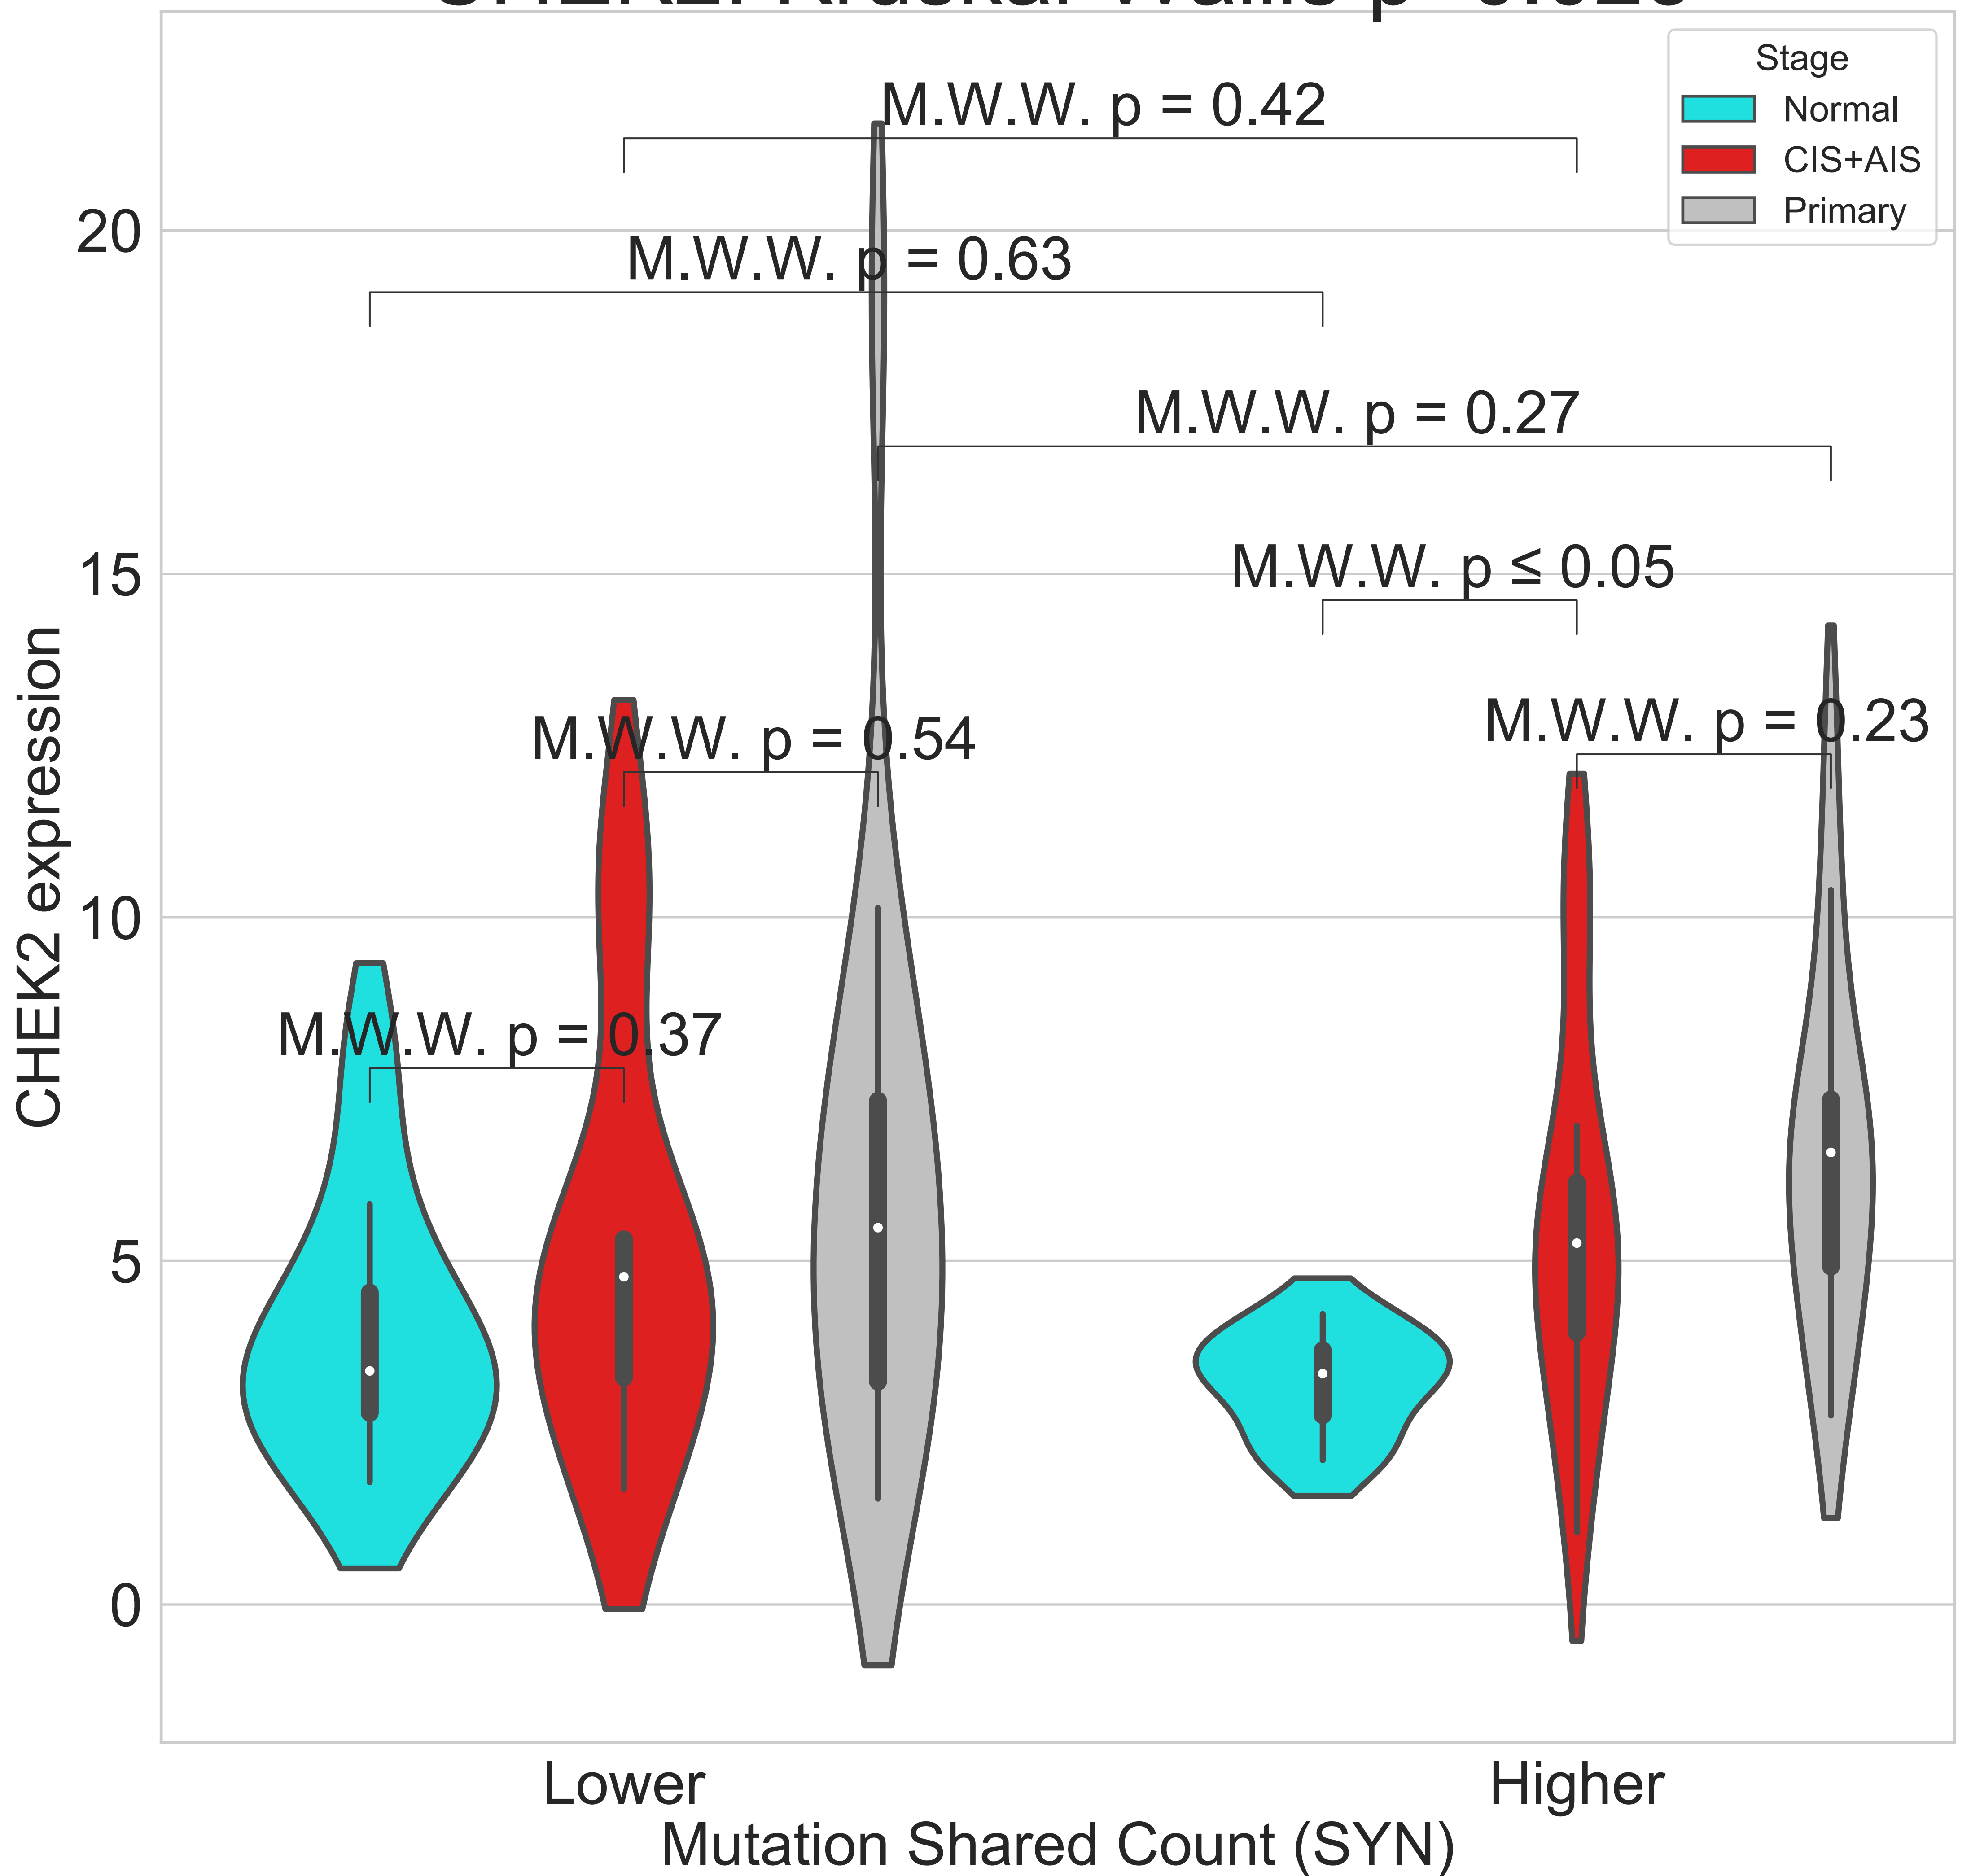 Stage
Normal
CIS+AIS
Primary
M.W.W. p = 0.42
M.W.W. p = 0.63
M.W.W. p = 0.27
M.W.W. p ≤ 0.05
M.W.W. p = 0.23
M.W.W. p = 0.54
M.W.W. p = 0.37
20
15
10
5
0
CHEK2 expression
Lower
Higher
Mutation Shared Count (SYN)